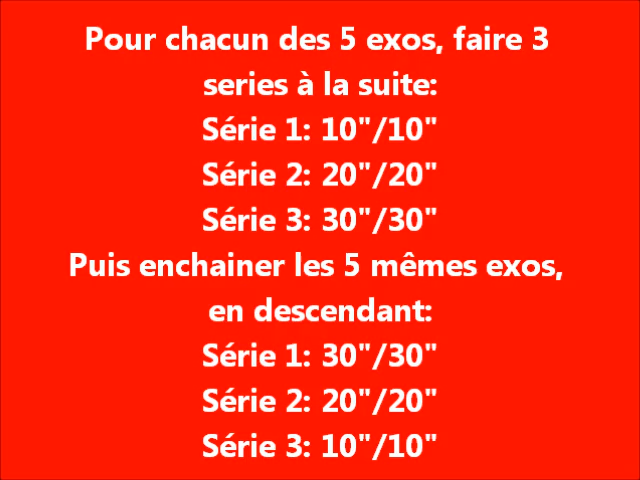 Pour chacun des 5 exos, faire 3
series à la suite:
Série 1: 10"/10"
Série 2: 20"/20"
Série 3: 30"/30"
Puis enchainer les 5 mêmes exos,
en descendant:
Série 1: 30"/30"
Série 2: 20"/20"
Série 3: 10"/10"